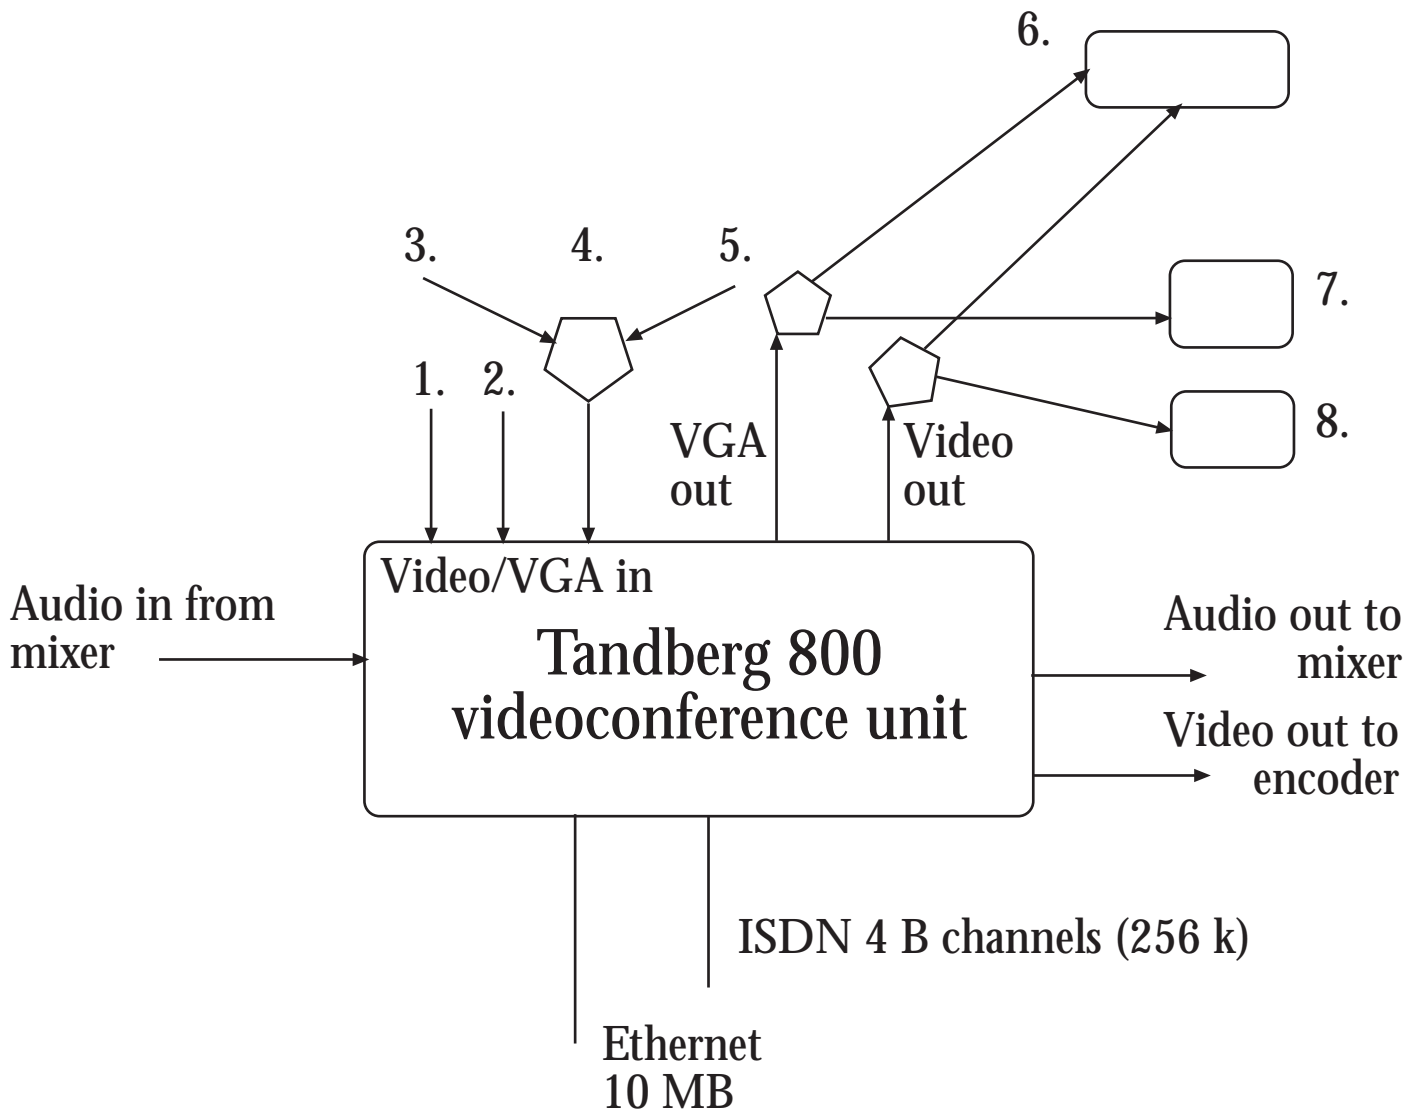 6.
3.
4.
5.
7.
1.
2.
8.
VGA
out
Video
out
Video/VGA in
Audio in from
mixer
Tandberg 800
videoconference unit
Audio out to
mixer
Video out to
encoder
ISDN 4 B channels (256 k)
Ethernet
10 MB